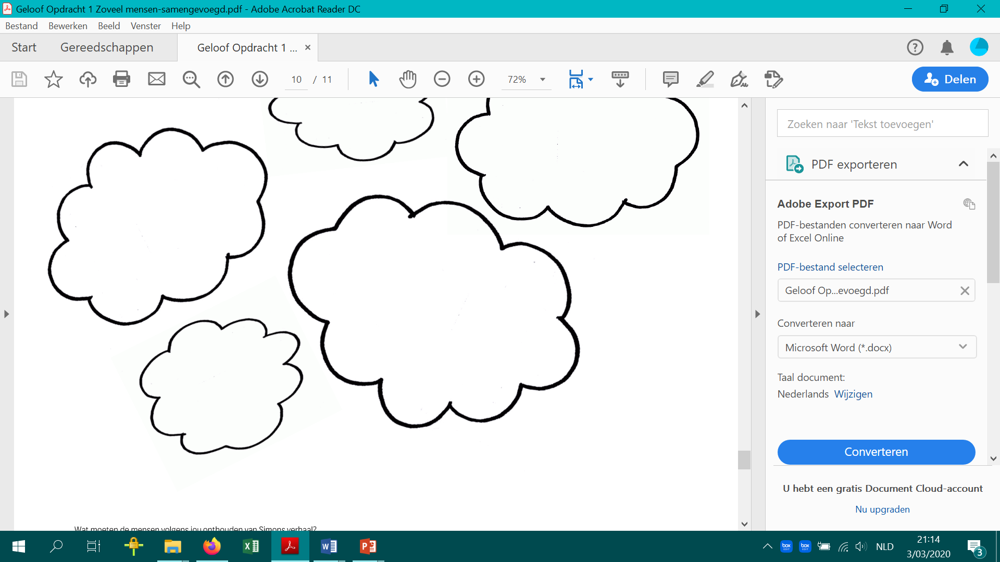 Geloof Opdracht 1 Zoveel mensen-samengevoegd.pdf - Adobe Acrobat Reader DC
Bestand Bewerken Beeld Venster Help
Start Gereedschappen Geloof Opdracht 1 ... ×
10 / 11 72% Delen
Zoeken naar 'Tekst toevoegen'
PDF exporteren
Adobe Export PDF
PDF-bestanden converteren naar Word
of Excel Online
PDF-bestand selecteren
Geloof Op...evoegd.pdf
Converteren naar
Microsoft Word (*.docx)
Taal document:
Nederlands Wijzigen
Converteren
U hebt een gratis Document Cloud-account
Nu upgraden
Wat moeten de mensen volgens jou onthouden van Simons verhaal?
box EDIT box EDIT NLD 21:14
3/03/2020 3